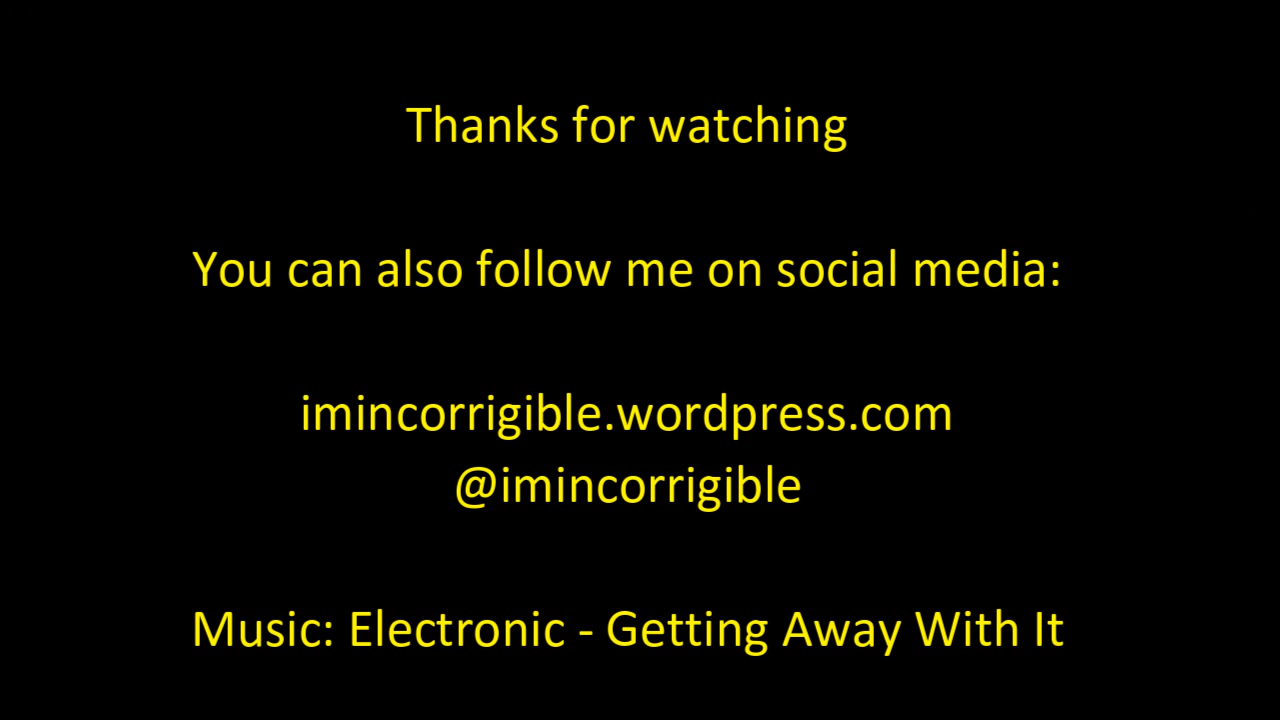 Thanks for watching
You can also follow me on social media:
imincorrigible.wordpress.com
@imincorrigible
Music: Electronic - Getting Away With It